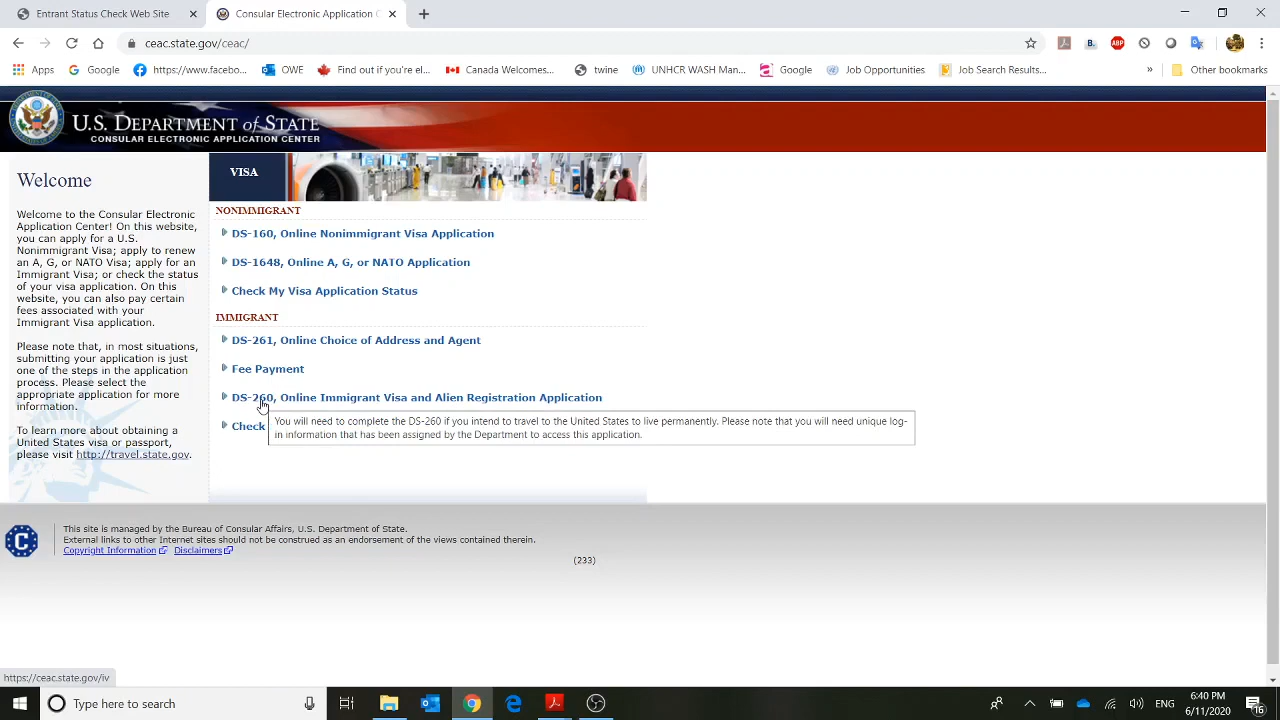 Entrant Status Check Web Site
Consular Electronic Application C
ceac.state.gov/ceac/
ABP
Apps
Google
https://www.facebo...
OWE
Find out if you're el...
Canada Welcomes...
twine
UNHCR WASH Man...
Google
Job Opportunities
Job Search Results...
»
Other bookmarks
U.S. DEPARTMENT of STATE
CONSULAR ELECTRONIC APPLICATION CENTER
Welcome
Welcome to the Consular Electronic
Application Center! On this website,
you can apply for a U.S.
Nonimmigrant Visa; apply to renew
an A, G, or NATO Visa; apply for an
Immigrant Visa; or check the status
of your visa application. On this
website, you can also pay certain
fees associated with your
Immigrant Visa application.
Please note that, in most situations,
submitting your application is just
one of the steps in the application
process. Please select the
appropriate application for more
information.
To learn more about obtaining a
United States visa or passport,
please visit http://travel.state.gov.
VISA
NONIMMIGRANT
DS-160, Online Nonimmigrant Visa Application
DS-1648, Online A, G, or NATO Application
Check My Visa Application Status
IMMIGRANT
DS-261, Online Choice of Address and Agent
Fee Payment
DS-260, Online Immigrant Visa and Alien Registration Application
Check
You will need to complete the DS-260 if you intend to travel to the United States to live permanently. Please note that you will need unique log-
in information that has been assigned by the Department to access this application.
C
This site is managed by the Bureau of Consular Affairs, U.S. Department of State.
External links to other Internet sites should not be construed as an endorsement of the views contained therein.
Copyright Information Disclaimers
(233)
https://ceac.state.gov/iv
Type here to search
ENG
6:40 PM
6/11/2020
16